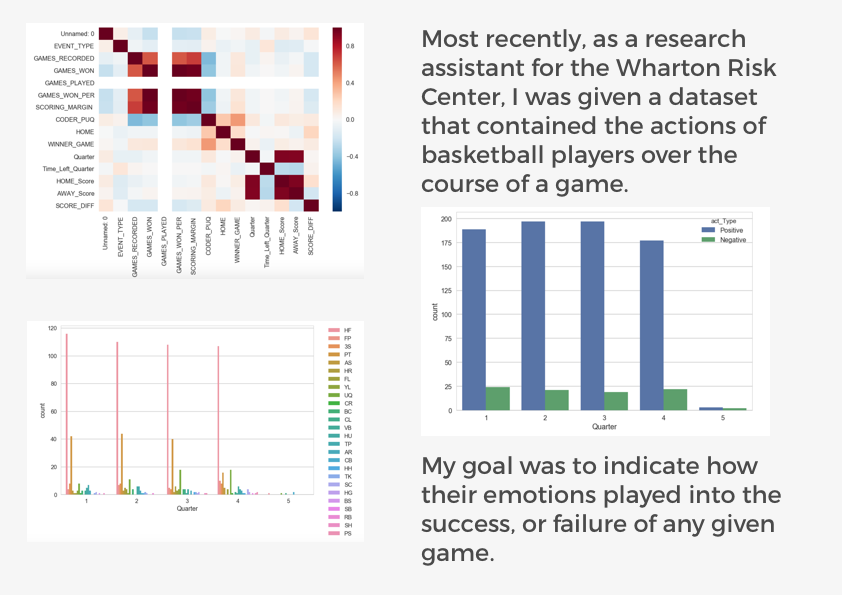 Unnamed: 0
EVENT_TYPE
GAMES_RECORDED
GAMES_WON
GAMES_PLAYED
GAMES_WON_PER
SCORING_MARGIN
CODER_PUQ
HOME
WINNER_GAME
Quarter
Time_Left_Quarter
HOME_Score
AWAY_Score
SCORE_DIFF
0.8
0.4
0.0
−0.4
−0.8
Unnamed: 0
EVENT_TYPE
GAMES_RECORDED
GAMES_WON
GAMES_PLAYED
GAMES_WON_PER
SCORING_MARGIN
CODER_PUQ
HOME
WINNER_GAME
Quarter
Time_Left_Quarter
HOME_Score
AWAY_Score
SCORE_DIFF
Most recently, as a research
assistant for the Wharton Risk
Center, I was given a dataset
that contained the actions of
basketball players over the
course of a game.
200
175
150
125
100
75
50
25
0
count
1 2 3 4 5
Quarter
act_Type
Positive
Negative
120
100
80
60
40
20
0
count
1 2 3 4 5
Quarter
HF
FP
3S
PT
AS
HR
FL
YL
UQ
CR
BC
CL
VB
HU
TP
AR
CB
HH
TK
SC
HG
BS
SB
RB
SH
PS
My goal was to indicate how
their emotions played into the
success, or failure of any given
game.